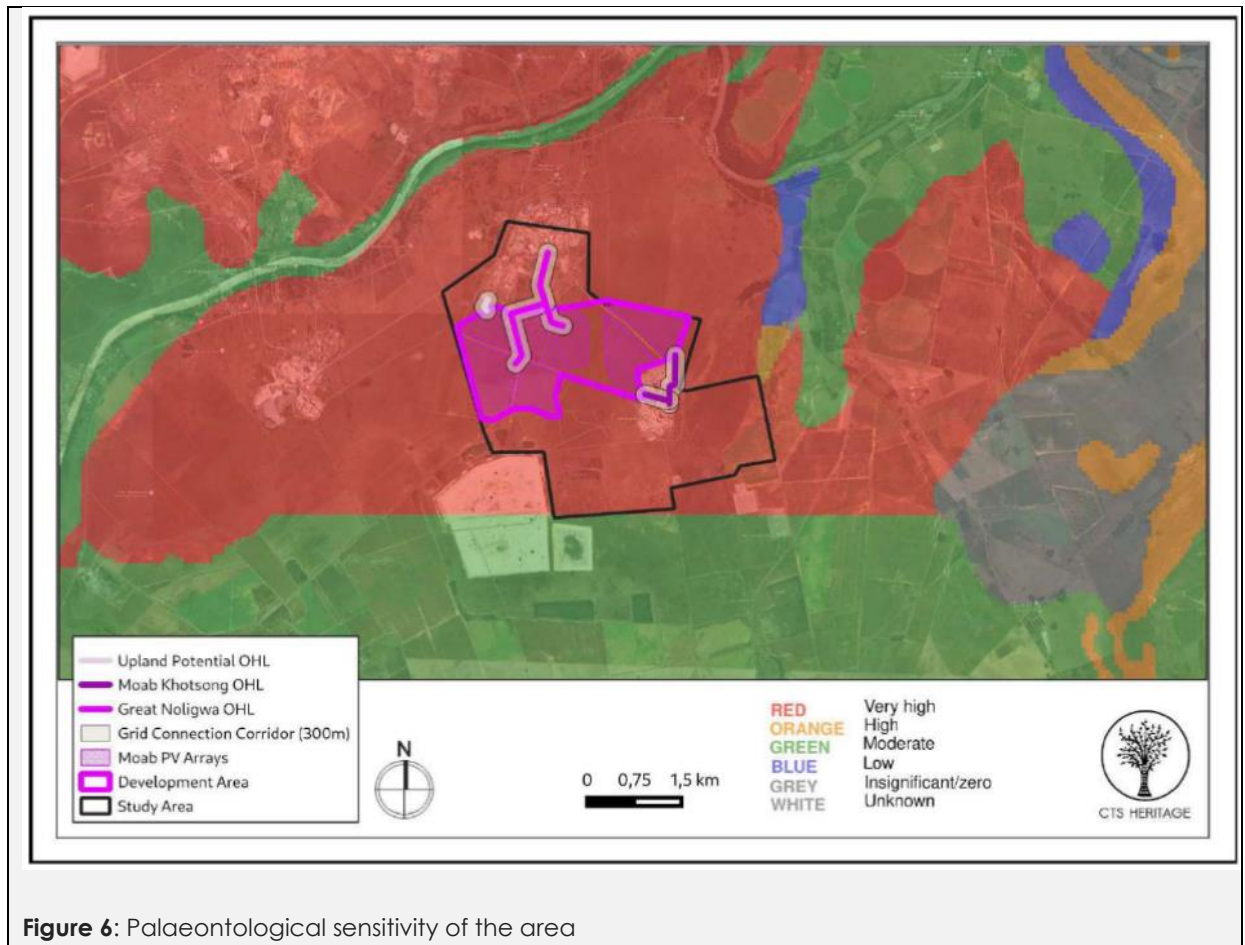 Upland Potential OHL
Moab Khotsong OHL
Great Noligwa OHL
Grid Connection Corridor (300m)
Moab PV Arrays
Development Area
Study Area
N
0 0,75 1,5 km
RED Very high
ORANGE High
GREEN Moderate
BLUE Low
GREY Insignificant/zero
WHITE Unknown
CTS HERITAGE
Figure 6: Palaeontological sensitivity of the area